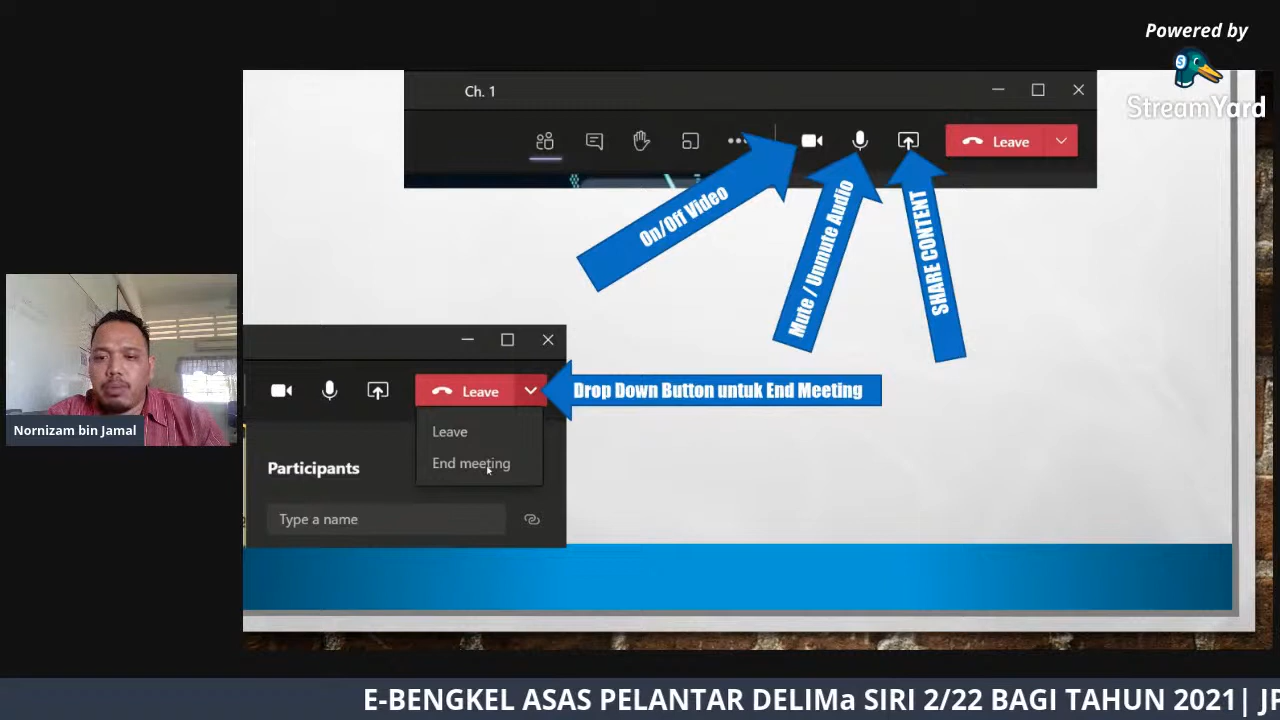 Powered by
StreamYard
Ch. 1
Leave
On/Off Video
Mute / Unmute Audio
SHARE CONTENT
Leave
Drop Down Button untuk End Meeting
Leave
End meeting
Participants
Type a name
Nornizam bin Jamal
E-BENGKEL ASAS PELANTAR DELIMa SIRI 2/22 BAGI TAHUN 2021|